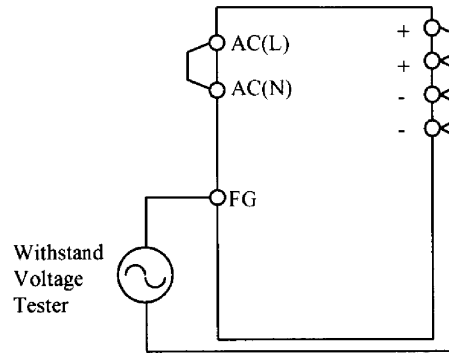 AC(L)
AC(N)
+
+
-
-
FG
Withstand
Voltage
Tester